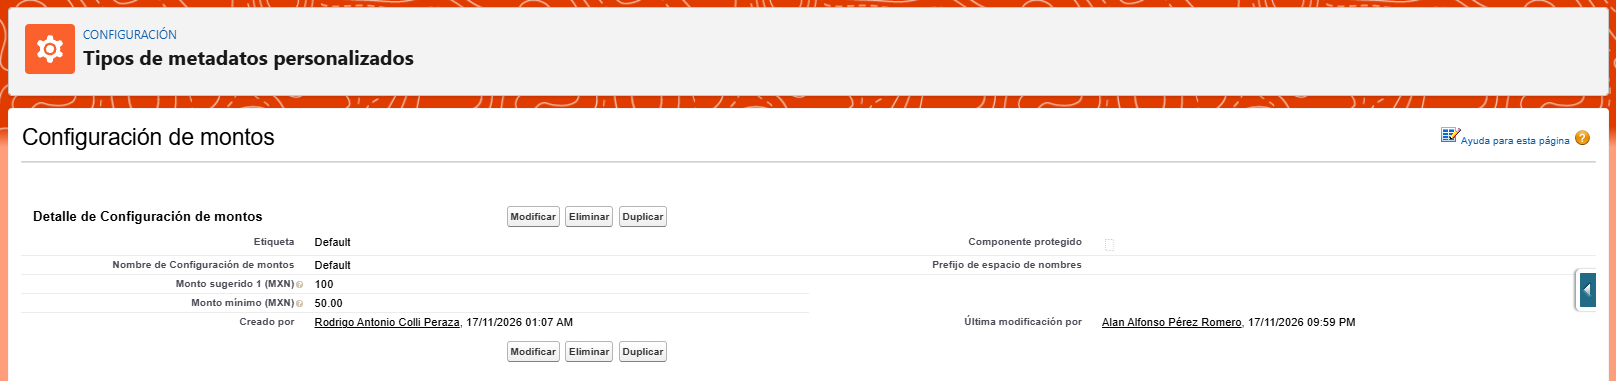 CONFIGURACIÓN
Tipos de metadatos personalizados
Configuración de montos
Ayuda para esta página ?
Detalle de Configuración de montos Modificar Eliminar Duplicar
Etiqueta Default Componente protegido
Nombre de Configuración de montos Default Prefijo de espacio de nombres
Monto sugerido 1 (MXN) ? 100
Monto mínimo (MXN) ? 50.00
Creado por Rodrigo Antonio Colli Peraza, 17/11/2026 01:07 AM Última modificación por Alan Alfonso Pérez Romero, 17/11/2026 09:59 PM
Modificar Eliminar Duplicar